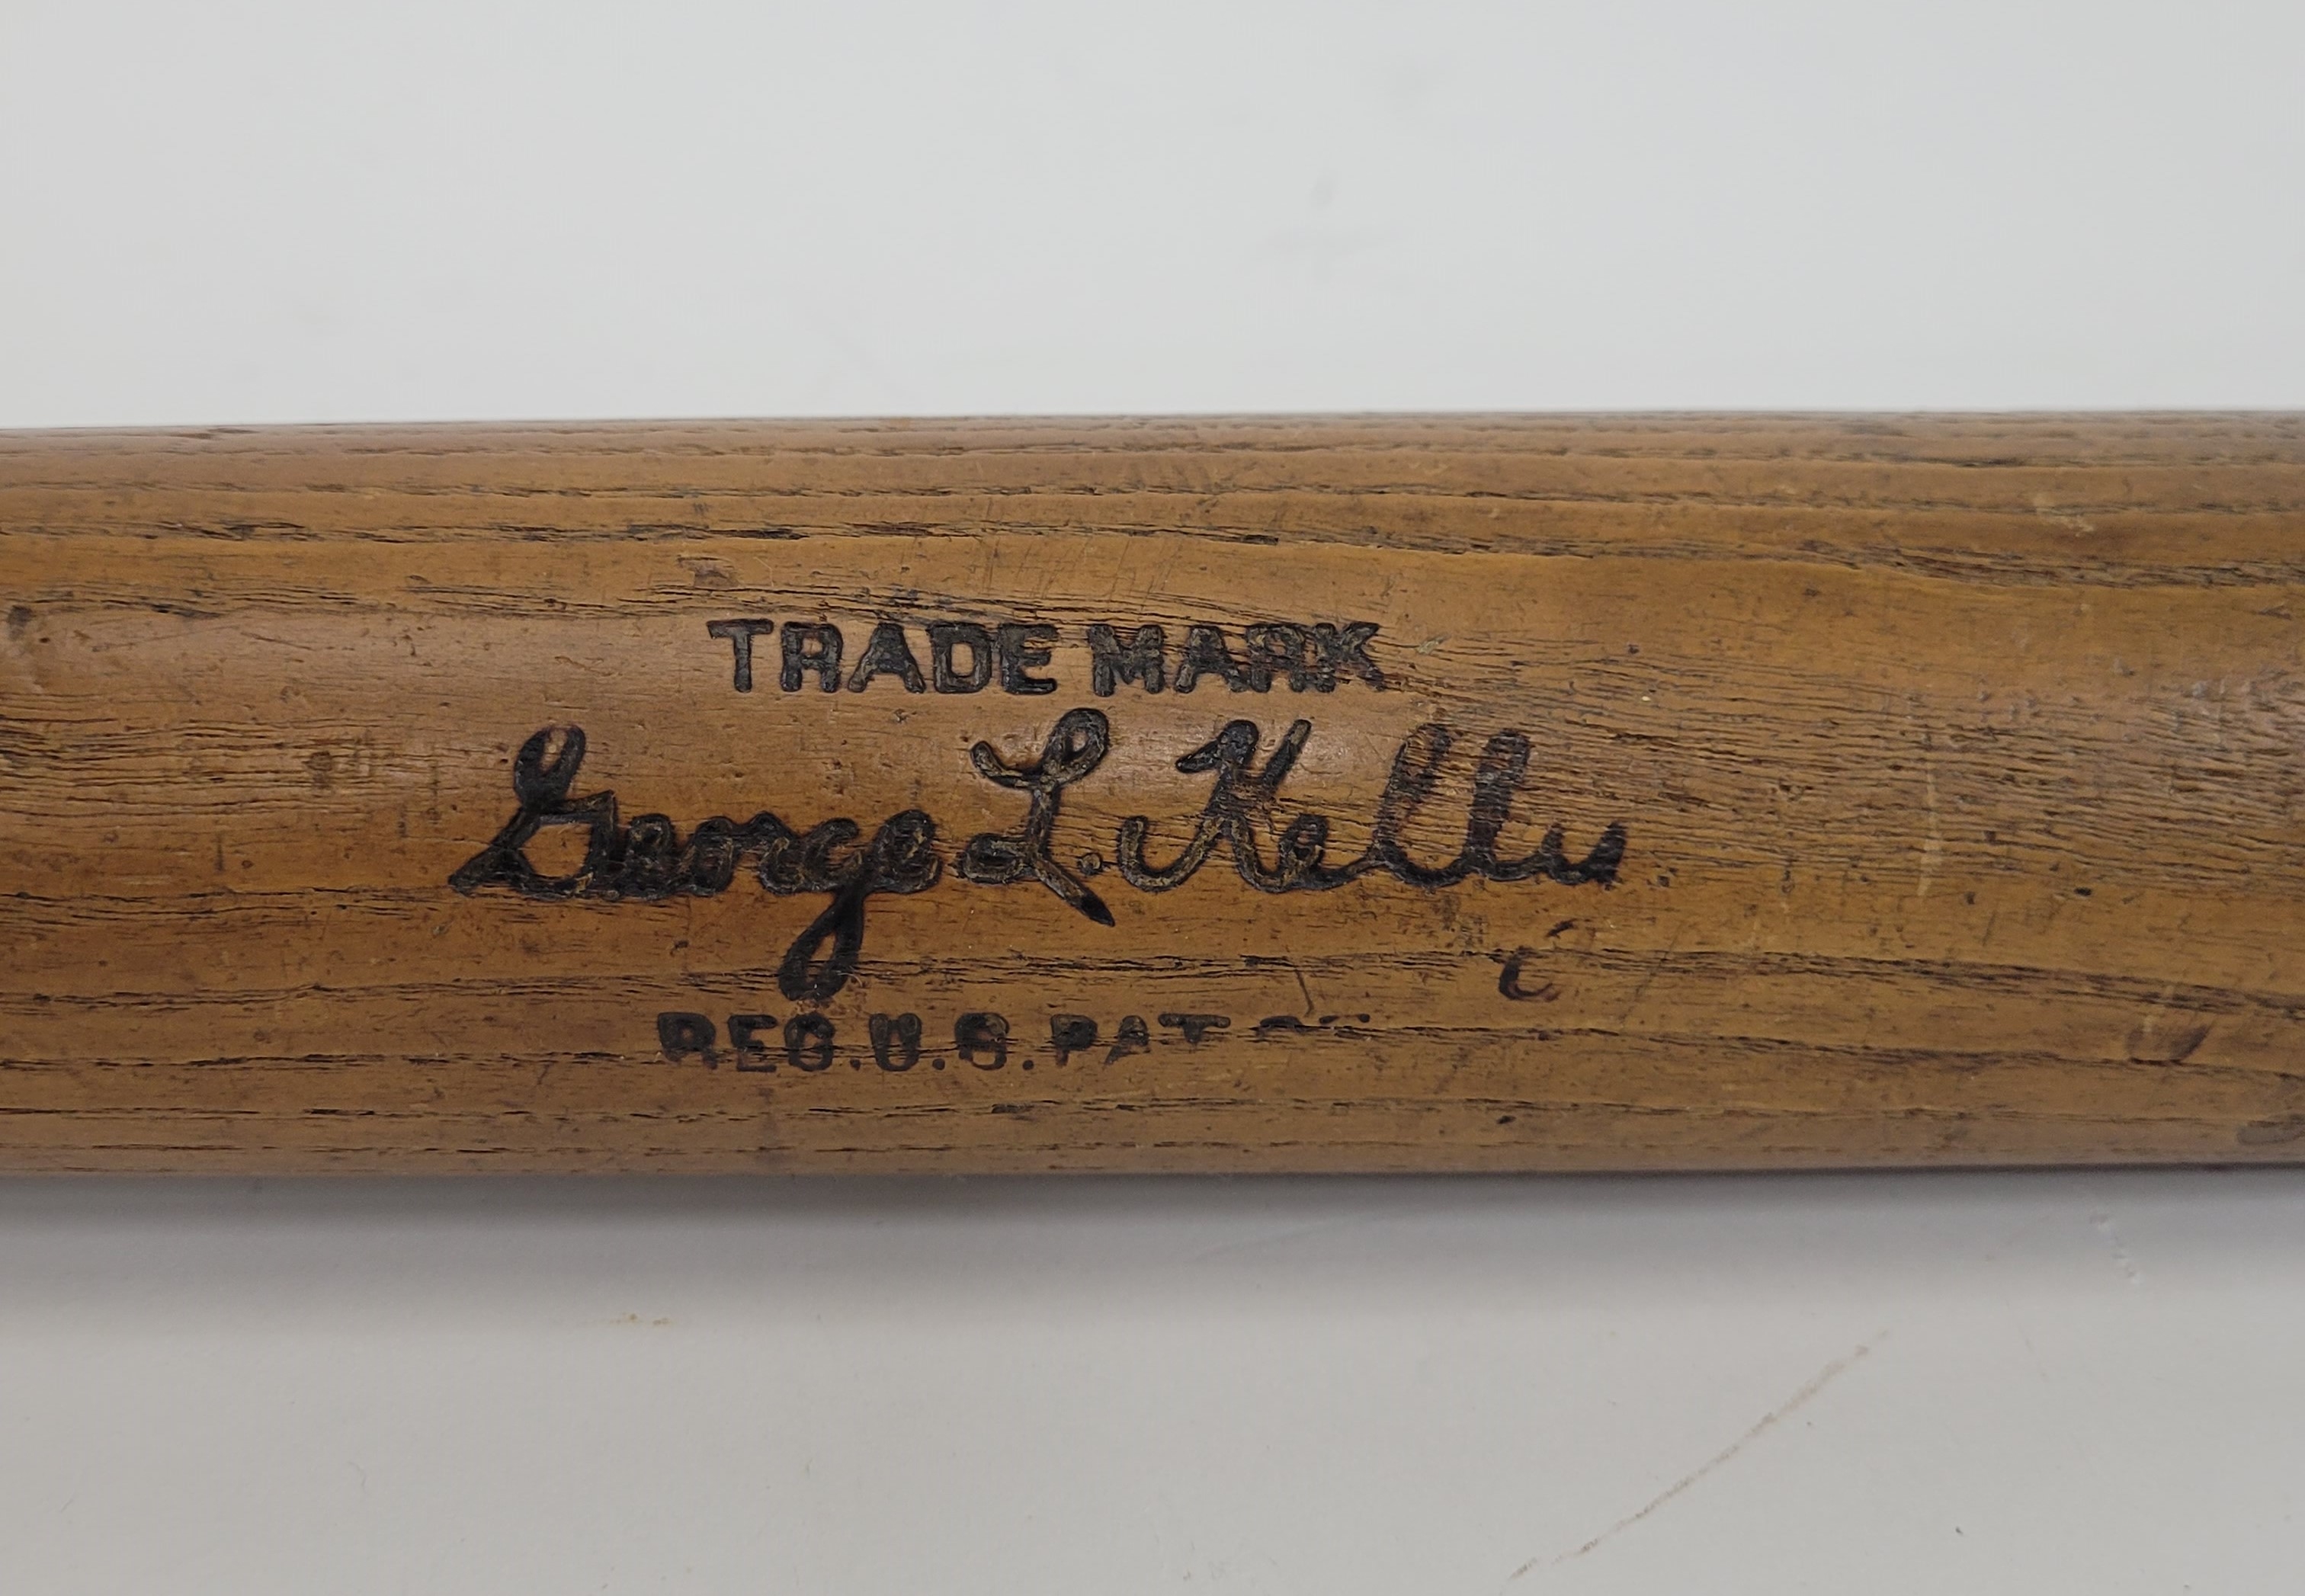 TRADE MARK
George L. Kelly
REG.U.S.PAT